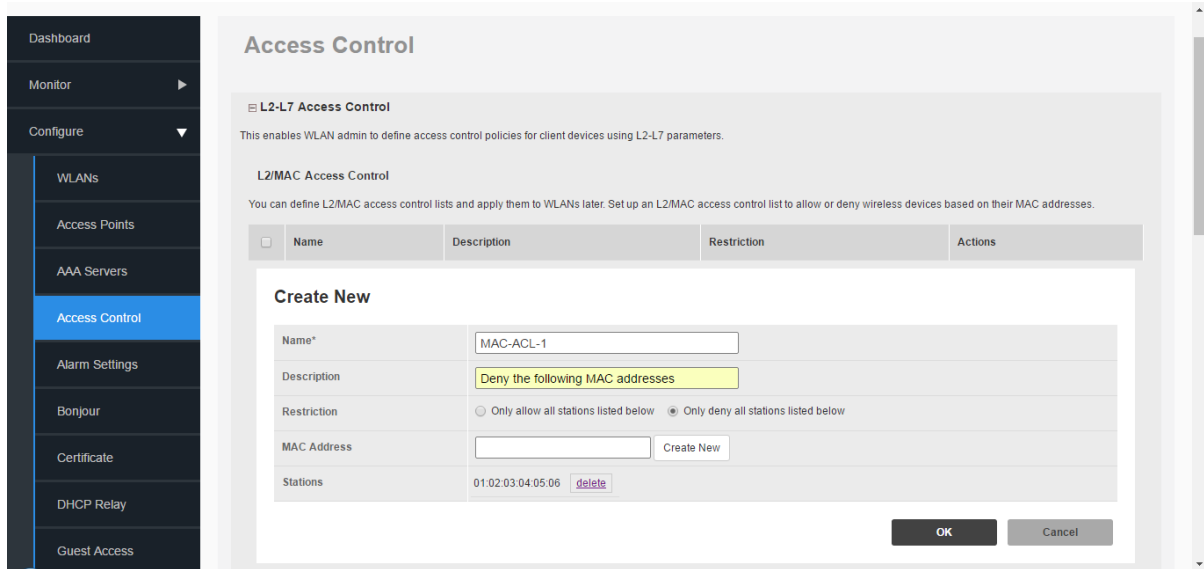 Dashboard
Monitor
Configure
WLANs
Access Points
AAA Servers
Access Control
Alarm Settings
Bonjour
Certificate
DHCP Relay
Guest Access
Access Control
L2-L7 Access Control
This enables WLAN admin to define access control policies for client devices using L2-L7 parameters.
L2/MAC Access Control
You can define L2/MAC access control lists and apply them to WLANs later. Set up an L2/MAC access control list to allow or deny wireless devices based on their MAC addresses.
Name Description Restriction Actions
Create New
Name* MAC-ACL-1
Description Deny the following MAC addresses
Restriction Only allow all stations listed below Only deny all stations listed below
MAC Address Create New
Stations 01:02:03:04:05:06 delete
OK Cancel